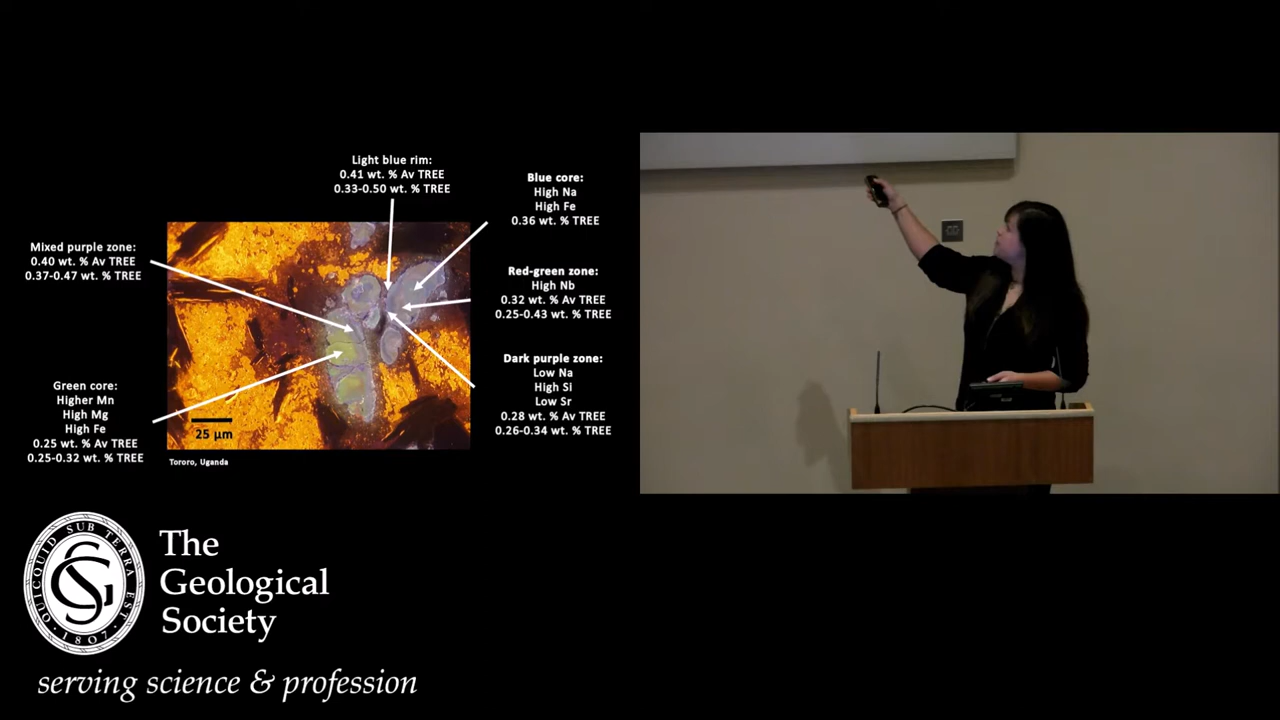 Light blue rim:
0.41 wt. % Av TREE
0.33-0.50 wt. % TREE
Blue core:
High Na
High Fe
0.36 wt. % TREE
Mixed purple zone:
0.40 wt. % Av TREE
0.37-0.47 wt. % TREE
Red-green zone:
High Nb
0.32 wt. % Av TREE
0.25-0.43 wt. % TREE
Dark purple zone:
Low Na
High Si
Low Sr
0.28 wt. % Av TREE
0.26-0.34 wt. % TREE
Green core:
Higher Mn
High Mg
High Fe
0.25 wt. % Av TREE
0.25-0.32 wt. % TREE
25 µm
Tororo, Uganda
QUICQUID SUB TERRA EST
GS
·1807·
The
Geological
Society
serving science & profession